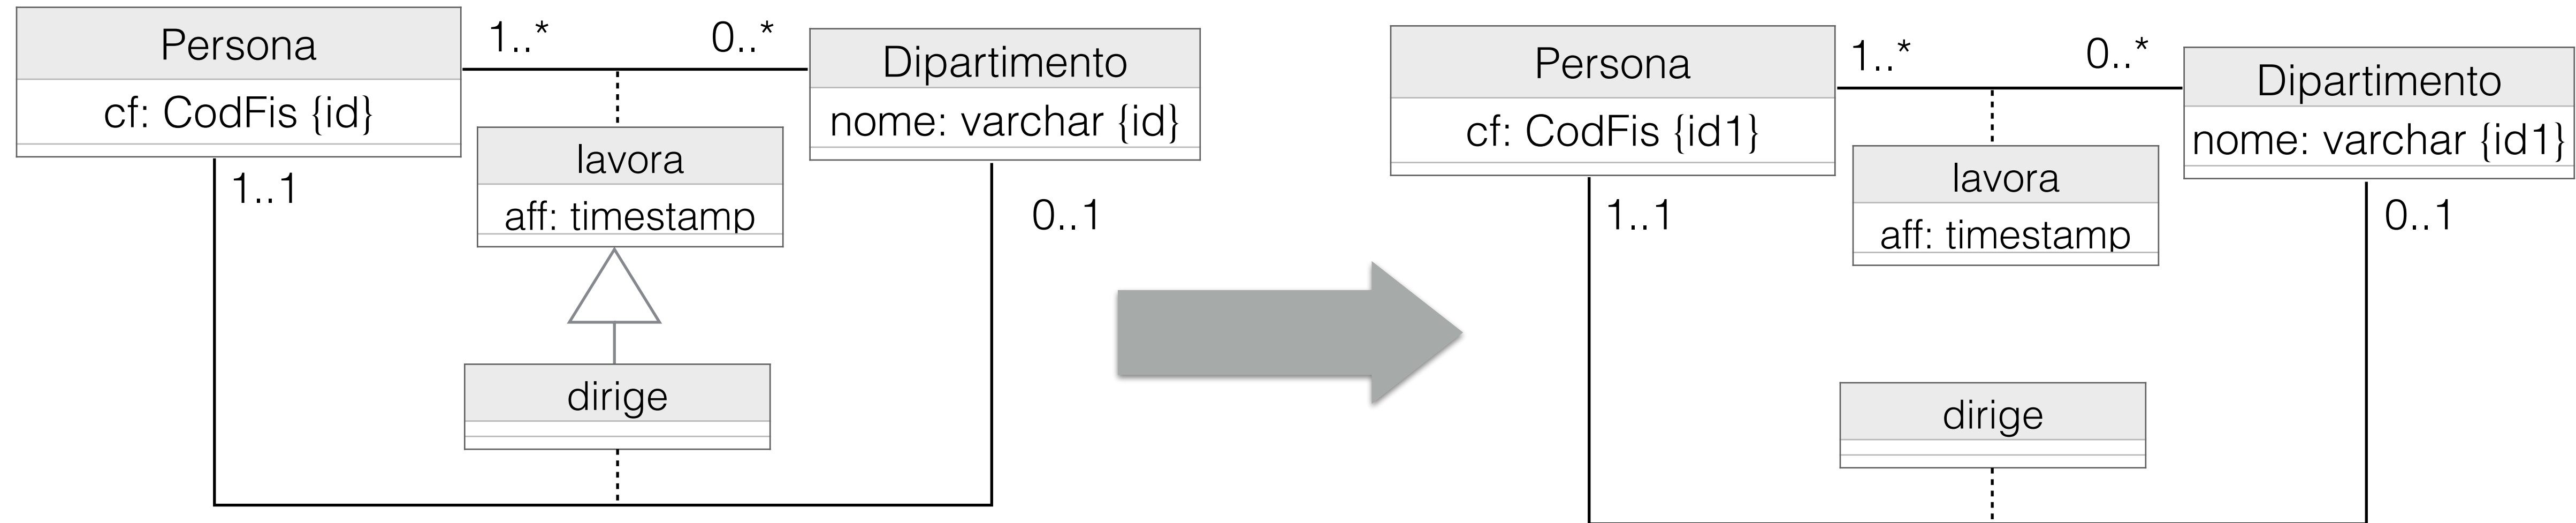 Persona
cf: CodFis {id}
1..*
0..*
Dipartimento
nome: varchar {id}
lavora
aff: timestamp
1..1
0..1
dirige
Persona
cf: CodFis {id1}
1..*
0..*
Dipartimento
nome: varchar {id1}
lavora
aff: timestamp
1..1
0..1
dirige